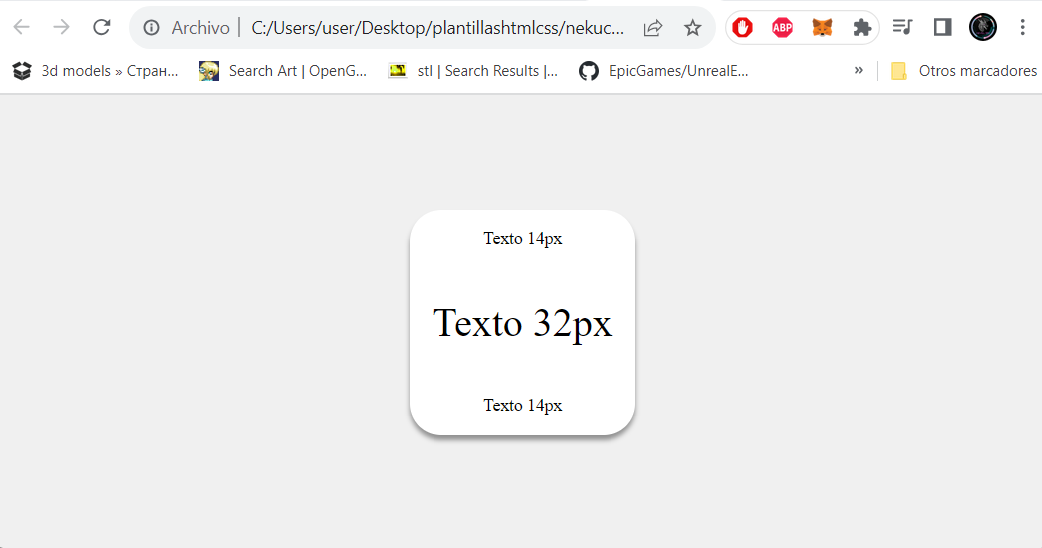 Archivo | C:/Users/user/Desktop/plantillashtmlcss/nekuc...
ABP
3d models » Стран... Search Art | OpenG... stl | Search Results |... EpicGames/UnrealE... » Otros marcadores
Texto 14px
Texto 32px
Texto 14px